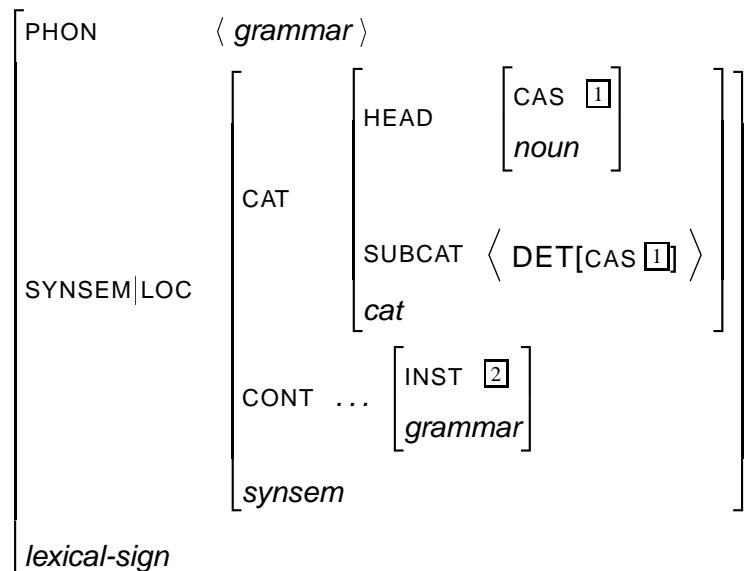 PHON ⟨ grammar ⟩
CAS 1
HEAD
noun
CAT
SUBCAT ⟨ DET[CAS 1] ⟩
SYNSEM|LOC
cat
INST 2
CONT ...
grammar
synsem
lexical-sign